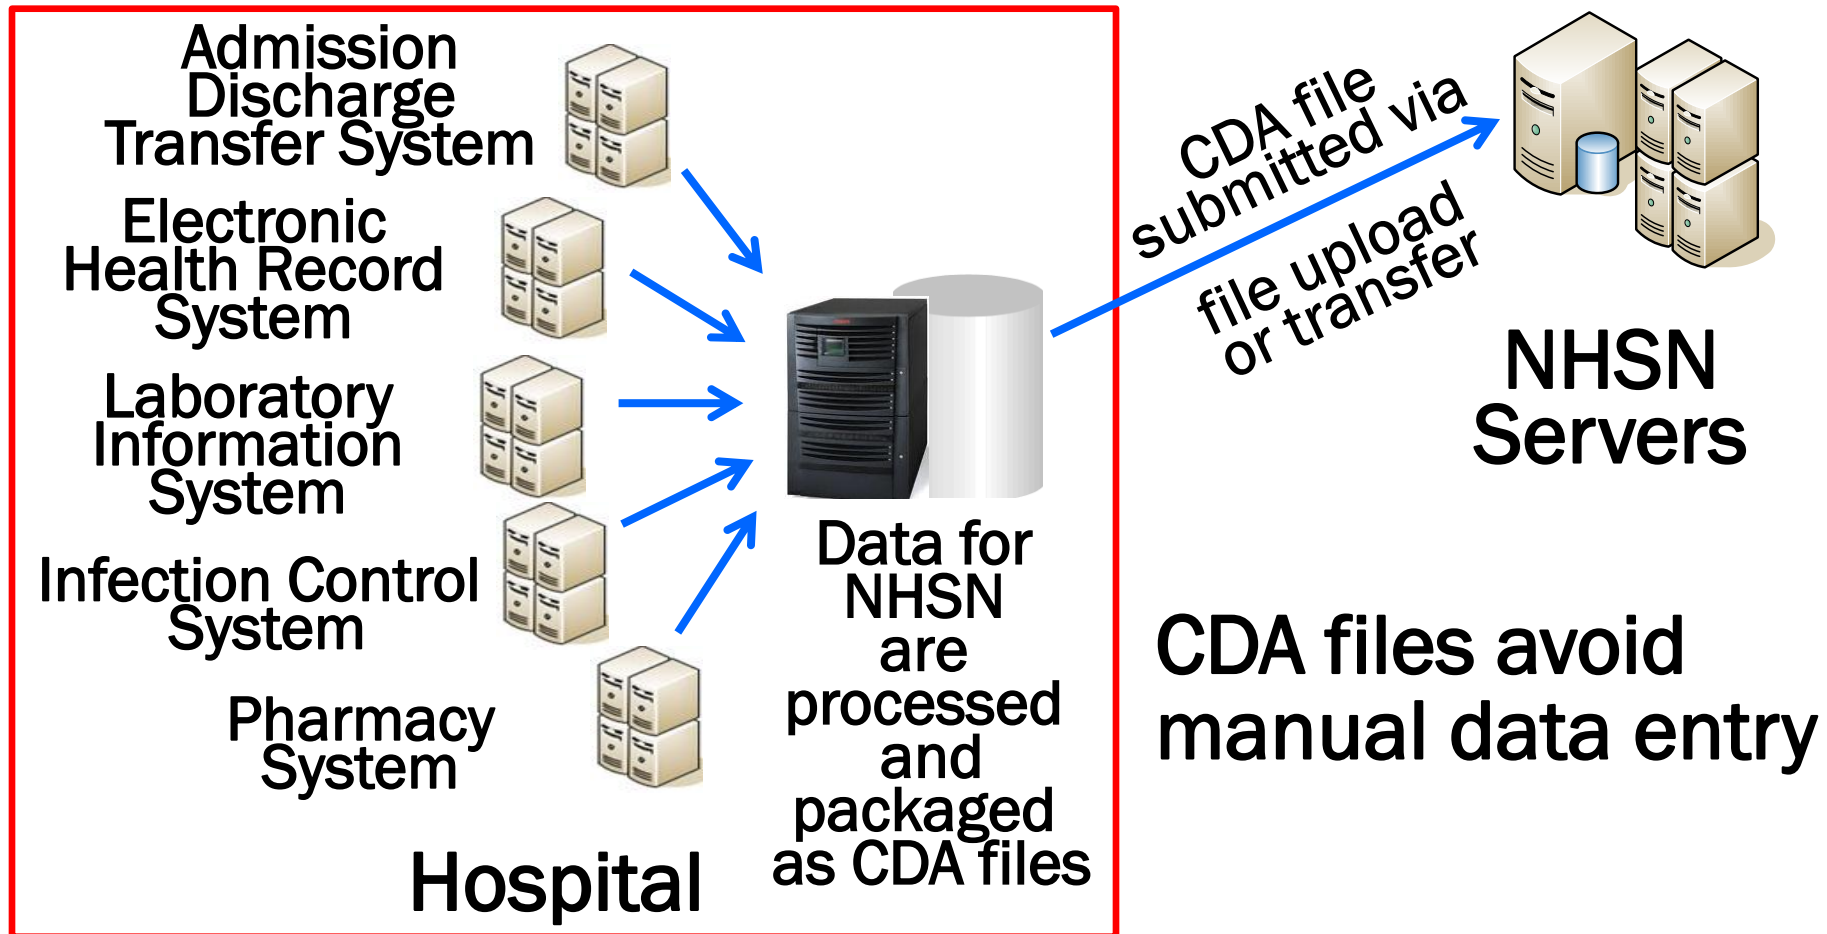 Admission
Discharge
Transfer System
Electronic
Health Record
System
Laboratory
Information
System
Infection Control
System
Pharmacy
System
Hospital
Data for
NHSN
are
processed
and
packaged
as CDA files
CDA file
submitted via
file upload
or transfer
NHSN
Servers
CDA files avoid
manual data entry